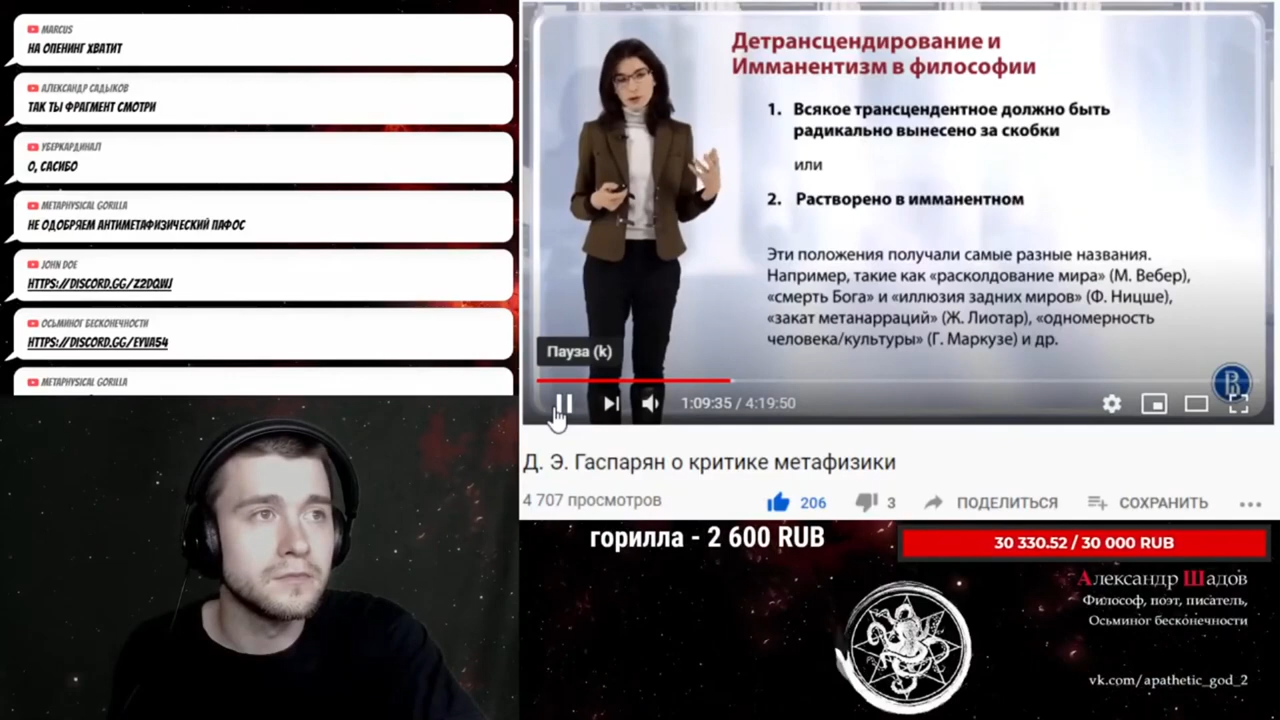 MARCUS
НА ОПЕНИНГ ХВАТИТ
АЛЕКСАНДР САДЫКОВ
ТАК ТЫ ФРАГМЕНТ СМОТРИ
УБЕРКАРДИНАЛ
О, САСИБО
METAPHYSICAL GORILLA
НЕ ОДОБРЯЕМ АНТИМЕТАФИЗИЧЕСКИЙ ПАФОС
JOHN DOE
HTTPS://DISCORD.GG/Z2DQWJ
ОСЬМИНОГ БЕСКОНЕЧНОСТИ
HTTPS://DISCORD.GG/EYVA54
METAPHYSICAL GORILLA
Детрансцендирование и
Имманентизм в философии
1. Всякое трансцендентное должно быть
радикально вынесено за скобки
или
2. Растворено в имманентном
Эти положения получали самые разные названия.
Например, такие как «расколдование мира» (М. Вебер),
«смерть Бога» и «иллюзия задних миров» (Ф. Ницше),
«закат метанарраций» (Ж. Лиотар), «одномерность
человека/культуры» (Г. Маркузе) и др.
Пауза (k)
1:09:35 / 4:19:50
Д. Э. Гаспарян о критике метафизики
4 707 просмотров
206
3
ПОДЕЛИТЬСЯ
СОХРАНИТЬ
горилла - 2 600 RUB
30 330.52 / 30 000 RUB
Александр Шадов
Философ, поэт, писатель,
Осьминог бесконечности
vk.com/apathetic_god_2